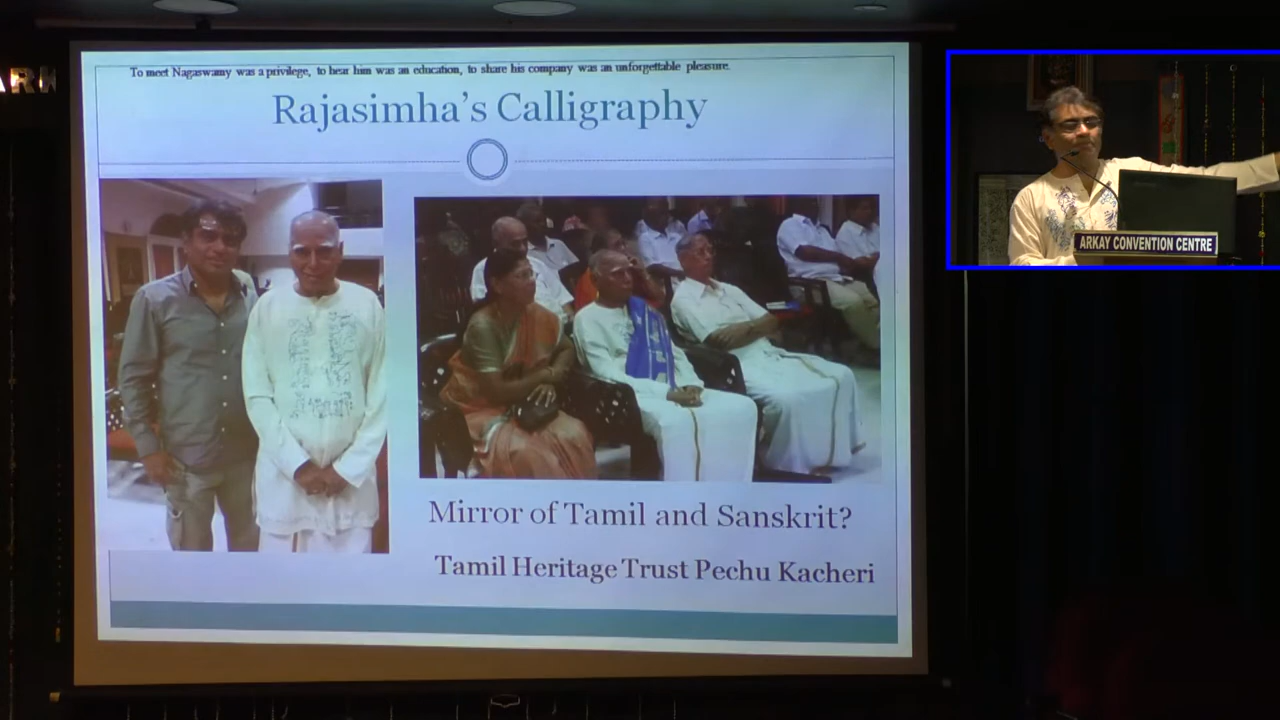 To meet Nagaswamy was a privilege, to hear him was an education, to share his company was an unforgettable pleasure.
Rajasimha's Calligraphy
ARKAY CONVENTION CENTRE
Mirror of Tamil and Sanskrit?
Tamil Heritage Trust Pechu Kacheri